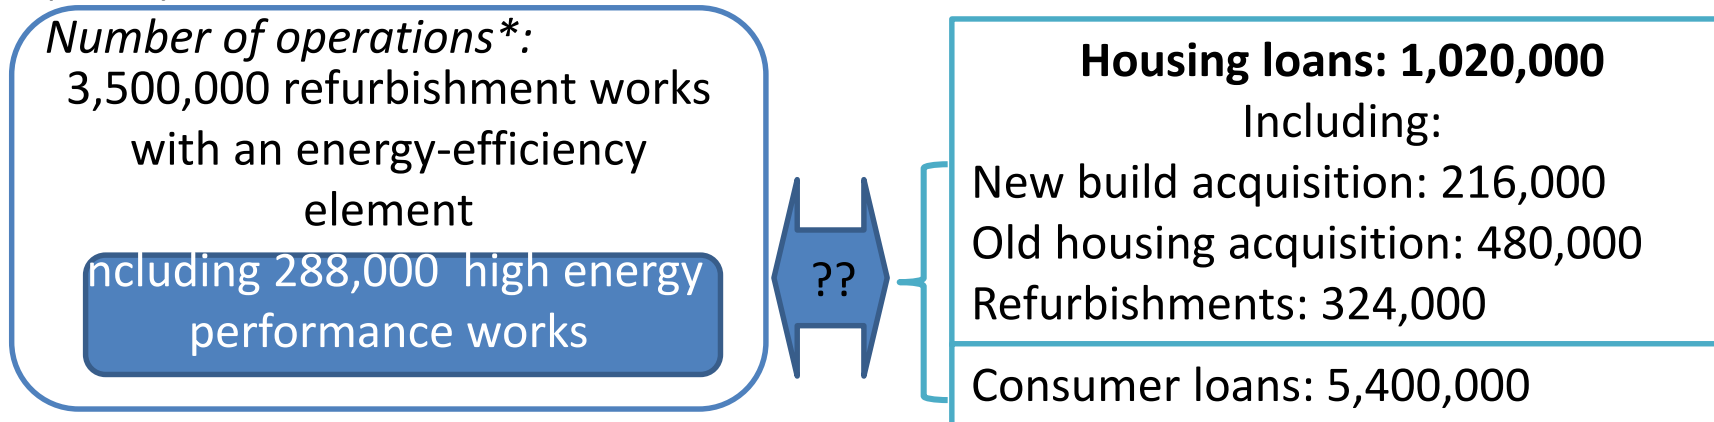 Number of operations*:
3,500,000 refurbishment works
with an energy-efficiency
element
ncluding 288,000 high energy
performance works
??
Housing loans: 1,020,000
Including:
New build acquisition: 216,000
Old housing acquisition: 480,000
Refurbishments: 324,000
Consumer loans: 5,400,000